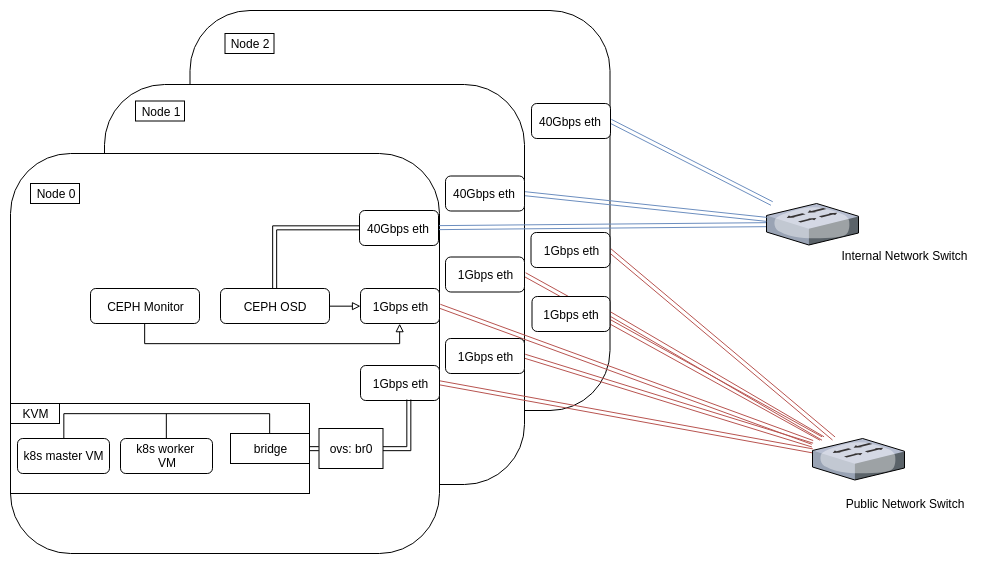 Node 2
Node 1
Node 0
40Gbps eth
40Gbps eth
40Gbps eth
1Gbps eth
1Gbps eth
1Gbps eth
1Gbps eth
1Gbps eth
1Gbps eth
CEPH Monitor
CEPH OSD
KVM
k8s master VM
k8s worker
VM
bridge
ovs: br0
Internal Network Switch
Public Network Switch